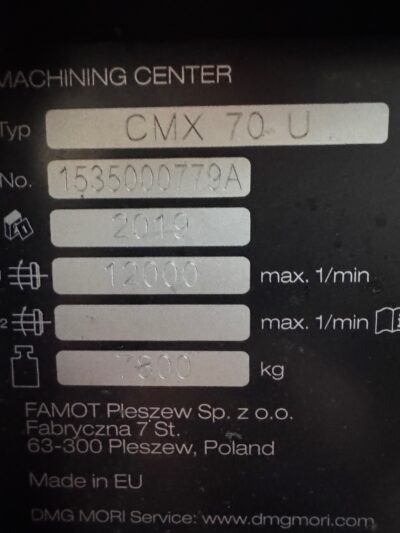 MACHINING CENTER
Typ CMX 70 U
No. 1535000779A
2019
12000 max. 1/min
2 max. 1/min
kg
FAMOT Pleszew Sp. z o.o.
Fabryczna 7 St.
63-300 Pleszew, Poland
Made in EU
DMG MORI Service: www.dmgmori.com